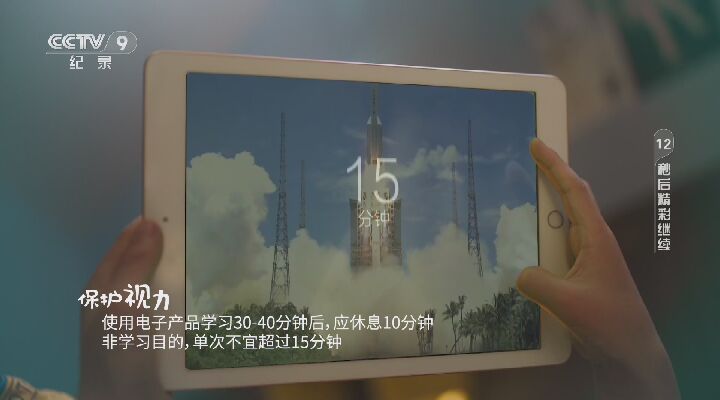 CCTV 9
纪录
12
秒后精彩继续
15
分钟
保护视力
使用电子产品学习30-40分钟后,应休息10分钟
非学习目的,单次不宜超过15分钟